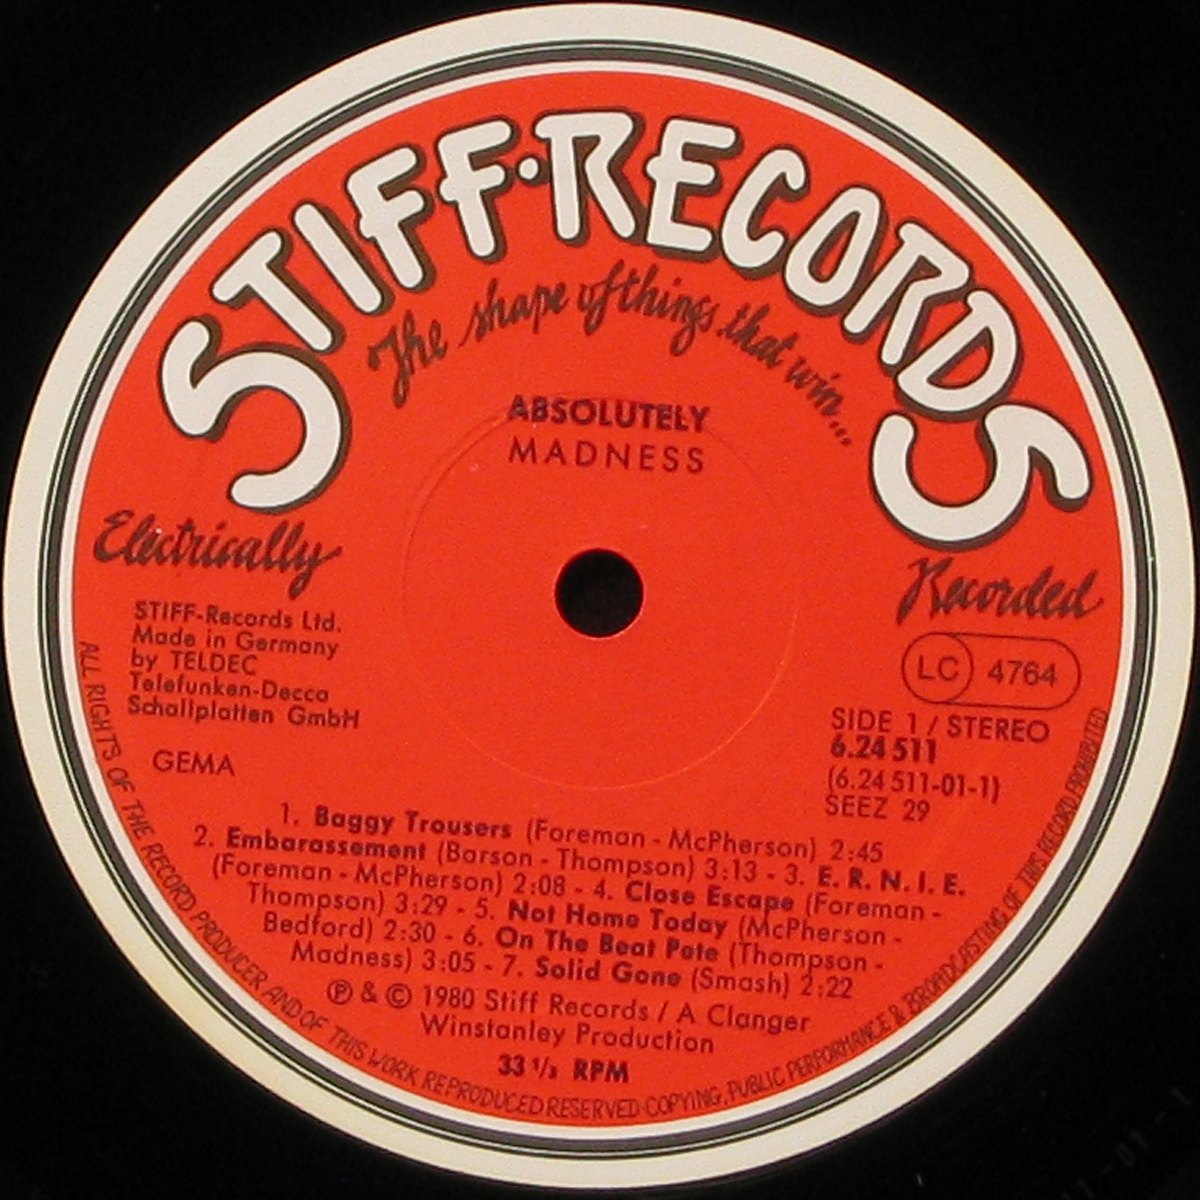 STIFF·RECORDS
The shape of things that win...
ABSOLUTELY
MADNESS
Electrically
Recorded
STIFF-Records Ltd.
Made in Germany
by TELDEC
Telefunken-Decca
Schallplatten GmbH
GEMA
LC 4764
SIDE 1 / STEREO
6.24 511
(6.24 511-01-1)
SEEZ 29
1. Baggy Trousers (Foreman - McPherson) 2:45
2. Embarassement (Barson - Thompson) 3:13 - 3. E. R. N. I. E.
(Foreman - McPherson) 2:08 - 4. Close Escape (Foreman -
Thompson) 3:29 - 5. Not Home Today (McPherson -
Bedford) 2:30 - 6. On The Beat Pete (Thompson -
Madness) 3:05 - 7. Solid Gone (Smash) 2:22
Ⓟ & © 1980 Stiff Records / A Clanger
Winstanley Production
33 1/3 RPM
ALL RIGHTS OF THE RECORD PRODUCER AND OF THIS WORK REPRODUCED RESERVED COPYING, PUBLIC PERFORMANCE & BROADCASTING OF THIS RECORD PROHIBITED